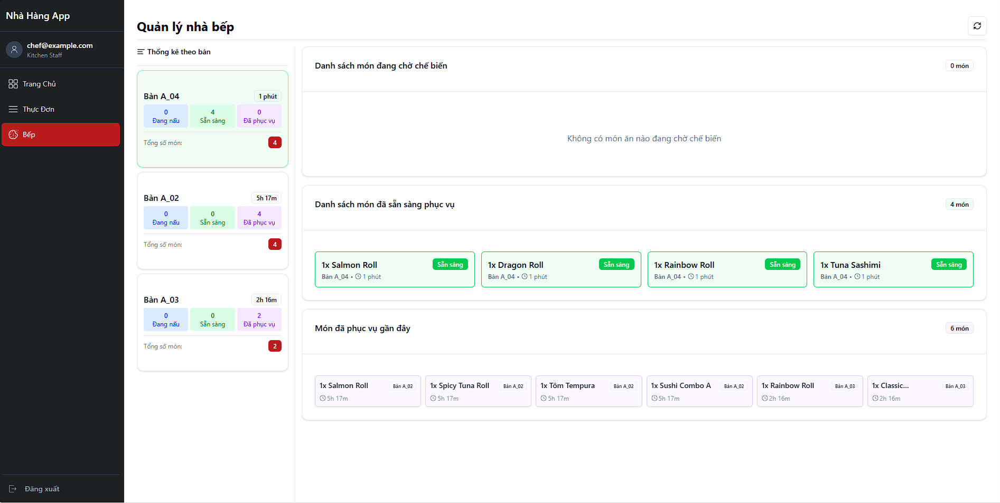 Nhà Hàng App
chef@example.com
Kitchen Staff
Trang Chủ
Thực Đơn
Bếp
Đăng xuất
Quản lý nhà bếp
Thống kê theo bàn
Bàn A_04
1 phút
0
4
0
Đang nấu
Sẵn sàng
Đã phục vụ
Tổng số món:
4
Bàn A_02
5h 17m
0
0
4
Đang nấu
Sẵn sàng
Đã phục vụ
Tổng số món:
4
Bàn A_03
2h 16m
0
0
2
Đang nấu
Sẵn sàng
Đã phục vụ
Tổng số món:
2
Danh sách món đang chờ chế biến
0 món
Không có món ăn nào đang chờ chế biến
Danh sách món đã sẵn sàng phục vụ
4 món
1x Salmon Roll
Sẵn sàng
Bàn A_04 • 1 phút
1x Dragon Roll
Sẵn sàng
Bàn A_04 • 1 phút
1x Rainbow Roll
Sẵn sàng
Bàn A_04 • 1 phút
1x Tuna Sashimi
Sẵn sàng
Bàn A_04 • 1 phút
Món đã phục vụ gần đây
6 món
1x Salmon Roll
Bàn A_02
5h 17m
1x Spicy Tuna Roll
Bàn A_02
5h 17m
1x Tôm Tempura
Bàn A_02
5h 17m
1x Sushi Combo A
Bàn A_02
5h 17m
1x Rainbow Roll
Bàn A_03
2h 16m
1x Classic...
Bàn A_03
2h 16m